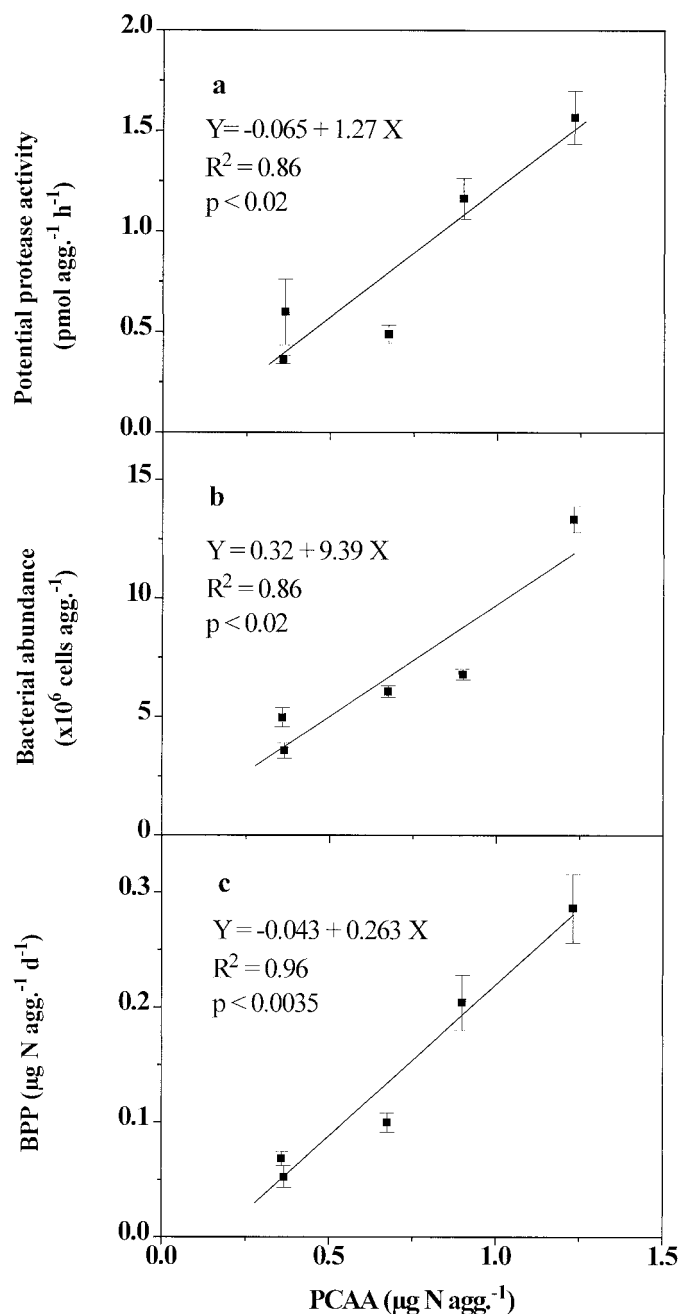 2.0
a
Y= -0.065 + 1.27 X
R² = 0.86
p < 0.02
1.5
1.0
0.5
0.0
Potential protease activity
(pmol agg.⁻¹ h⁻¹)
15
b
Y = 0.32 + 9.39 X
R² = 0.86
p < 0.02
10
5
0
Bacterial abundance
(x10⁶ cells agg.⁻¹)
0.3
c
Y = -0.043 + 0.263 X
R² = 0.96
p < 0.0035
0.2
0.1
0.0
BPP (µg N agg.⁻¹ d⁻¹)
0.0 0.5 1.0 1.5
PCAA (µg N agg.⁻¹)